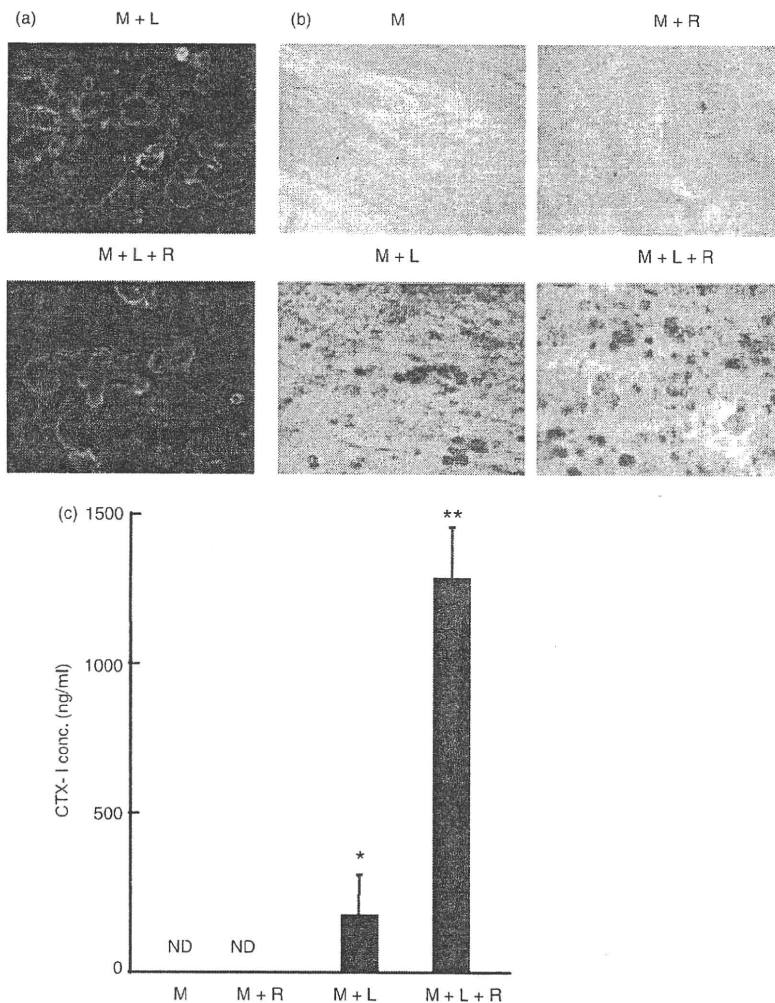 (a) M + L (b) M M + R
M + L + R M + L M + L + R
(c) 1500
**
1000
CTX- I conc. (ng/ml)
500
*
ND ND
0
M M + R M + L M + L + R